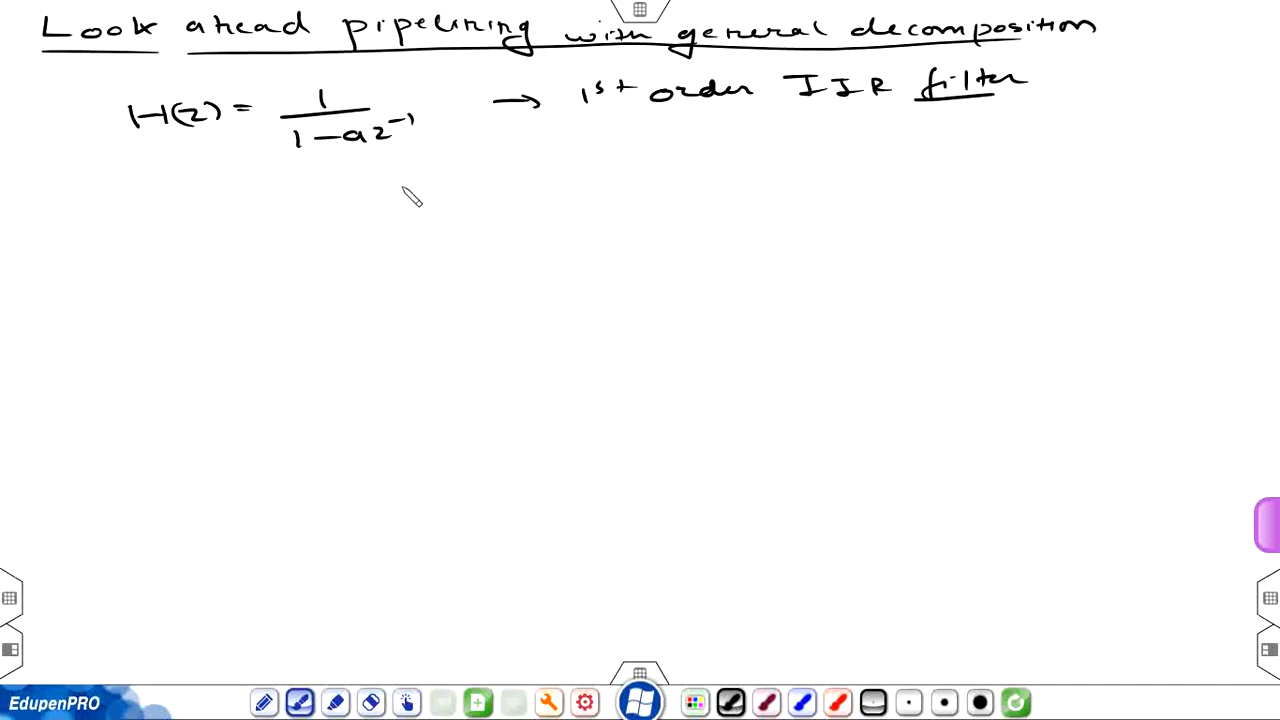 Look ahead pipelining with general decomposition
H(z) = 1 / 1 - az⁻¹ → 1st order IIR filter
EdupenPRO